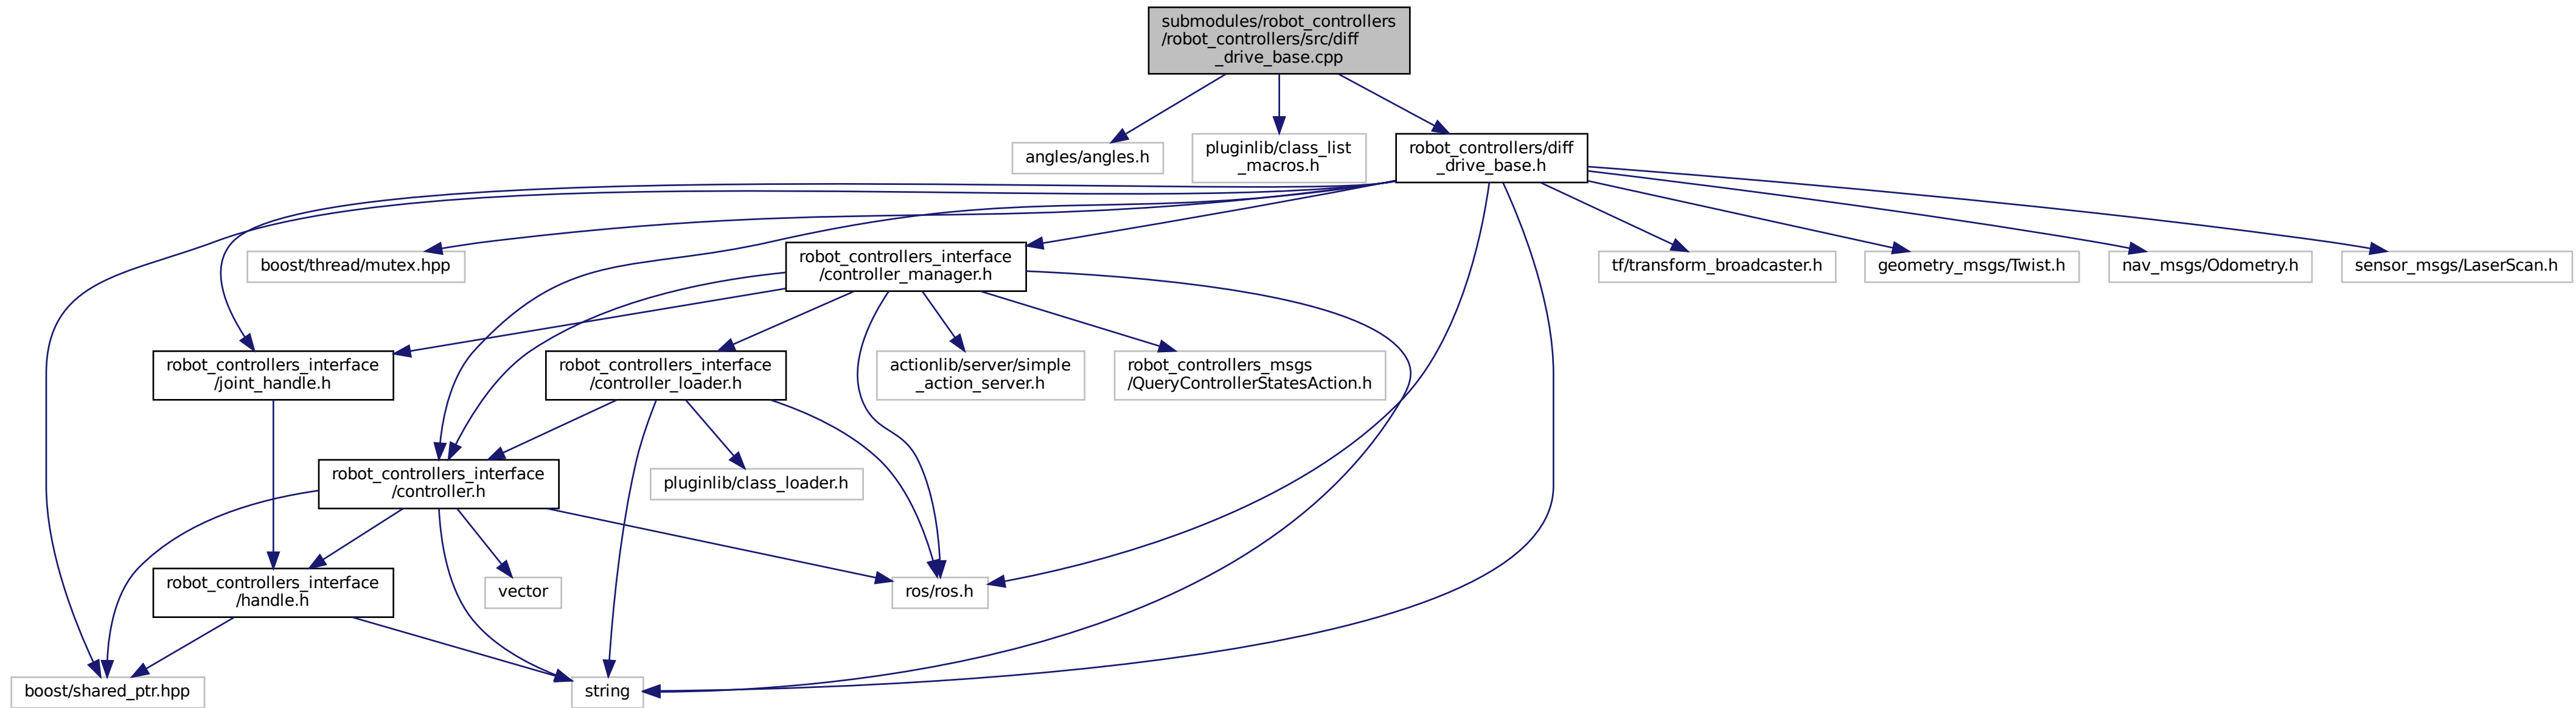 submodules/robot_controllers
/robot_controllers/src/diff
_drive_base.cpp
angles/angles.h
pluginlib/class_list
_macros.h
robot_controllers/diff
_drive_base.h
boost/thread/mutex.hpp
robot_controllers_interface
/controller_manager.h
tf/transform_broadcaster.h
geometry_msgs/Twist.h
nav_msgs/Odometry.h
sensor_msgs/LaserScan.h
robot_controllers_interface
/joint_handle.h
robot_controllers_interface
/controller_loader.h
actionlib/server/simple
_action_server.h
robot_controllers_msgs
/QueryControllerStatesAction.h
robot_controllers_interface
/controller.h
pluginlib/class_loader.h
robot_controllers_interface
/handle.h
vector
ros/ros.h
boost/shared_ptr.hpp
string